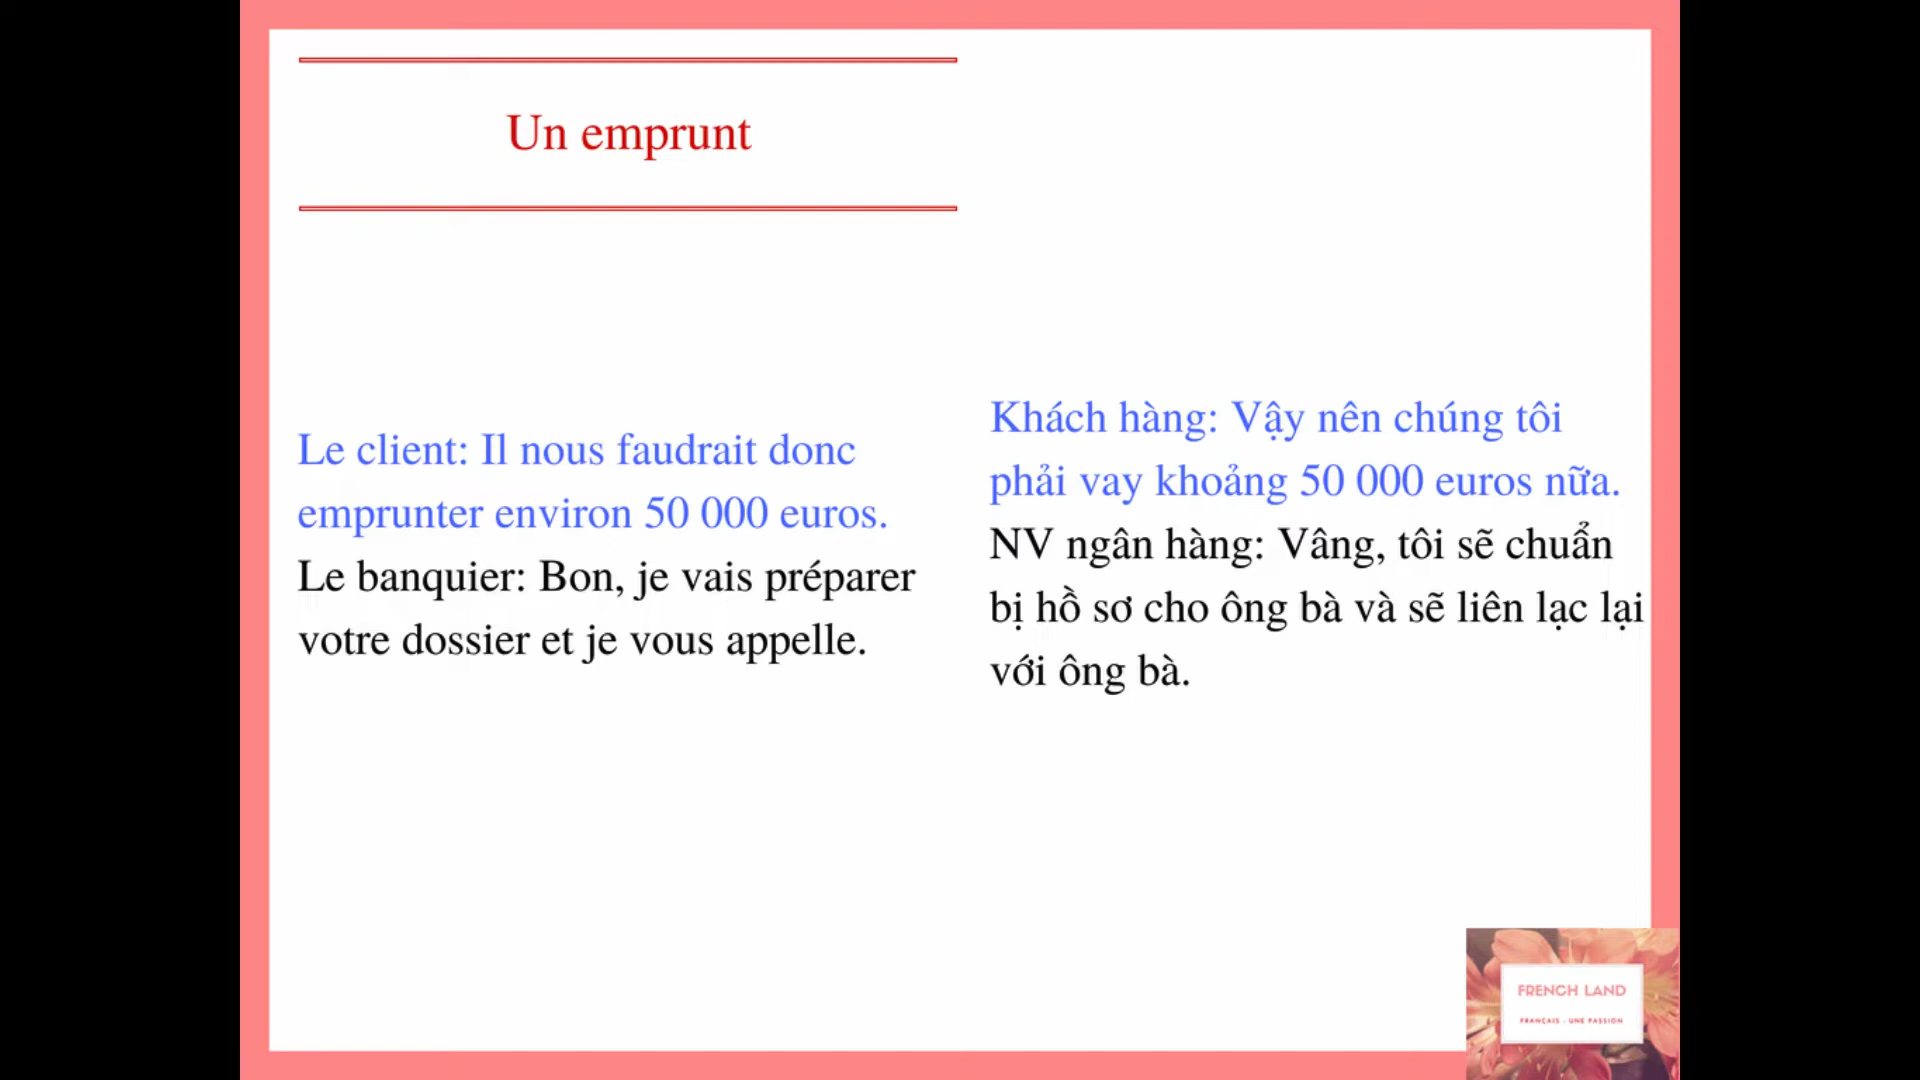 Un emprunt
Le client: Il nous faudrait donc
emprunter environ 50 000 euros.
Le banquier: Bon, je vais préparer
votre dossier et je vous appelle.
Khách hàng: Vậy nên chúng tôi
phải vay khoảng 50 000 euros nữa.
NV ngân hàng: Vâng, tôi sẽ chuẩn
bị hồ sơ cho ông bà và sẽ liên lạc lại
với ông bà.
FRENCH LAND
FRANÇAIS - UNE PASSION